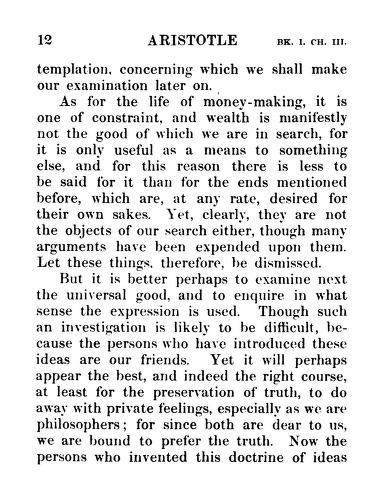 12 ARISTOTLE BK. I. CH. III.
templation, concerning which we shall make
our examination later on.
As for the life of money-making, it is
one of constraint, and wealth is manifestly
not the good of which we are in search, for
it is only useful as a means to something
else, and for this reason there is less to
be said for it than for the ends mentioned
before, which are, at any rate, desired for
their own sakes. Yet, clearly, they are not
the objects of our search either, though many
arguments have been expended upon them.
Let these things, therefore, be dismissed.
But it is better perhaps to examine next
the universal good, and to enquire in what
sense the expression is used. Though such
an investigation is likely to be difficult, be-
cause the persons who have introduced these
ideas are our friends. Yet it will perhaps
appear the best, and indeed the right course,
at least for the preservation of truth, to do
away with private feelings, especially as we are
philosophers; for since both are dear to us,
we are bound to prefer the truth. Now the
persons who invented this doctrine of ideas